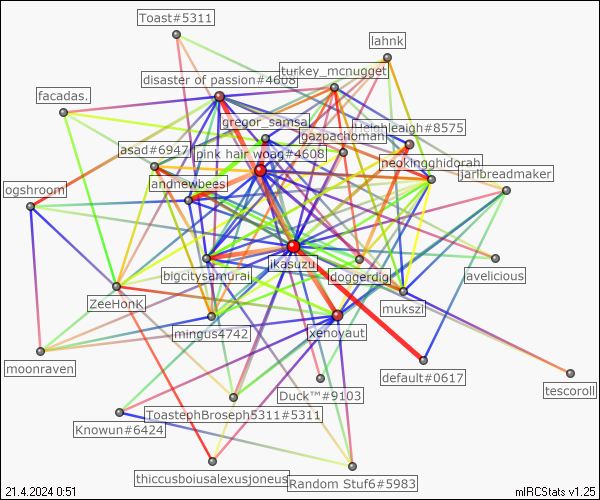 Toast#5311
lahnk
disaster of passion#4608
turkey_mcnugget
facadas.
gregor_samsa
gazpachoman
Haighleigh#8575
asad#6947
pink hair woag#4608
neokingghidorah
jarlbreadmaker
andnewbees
ogshroom
ikasuzu
bigcitysamurai
doggerdig
avelicious
ZeeHonK
mukszi
mingus4742
xenoyaut
moonraven
default#0617
tescoroll
Duck™#9103
ToastephBroseph5311#5311
Knowun#6424
thiccusboiusalexusjoneus
Random Stuf6#5983
21.4.2024 0:51
mIRCStats v1.25